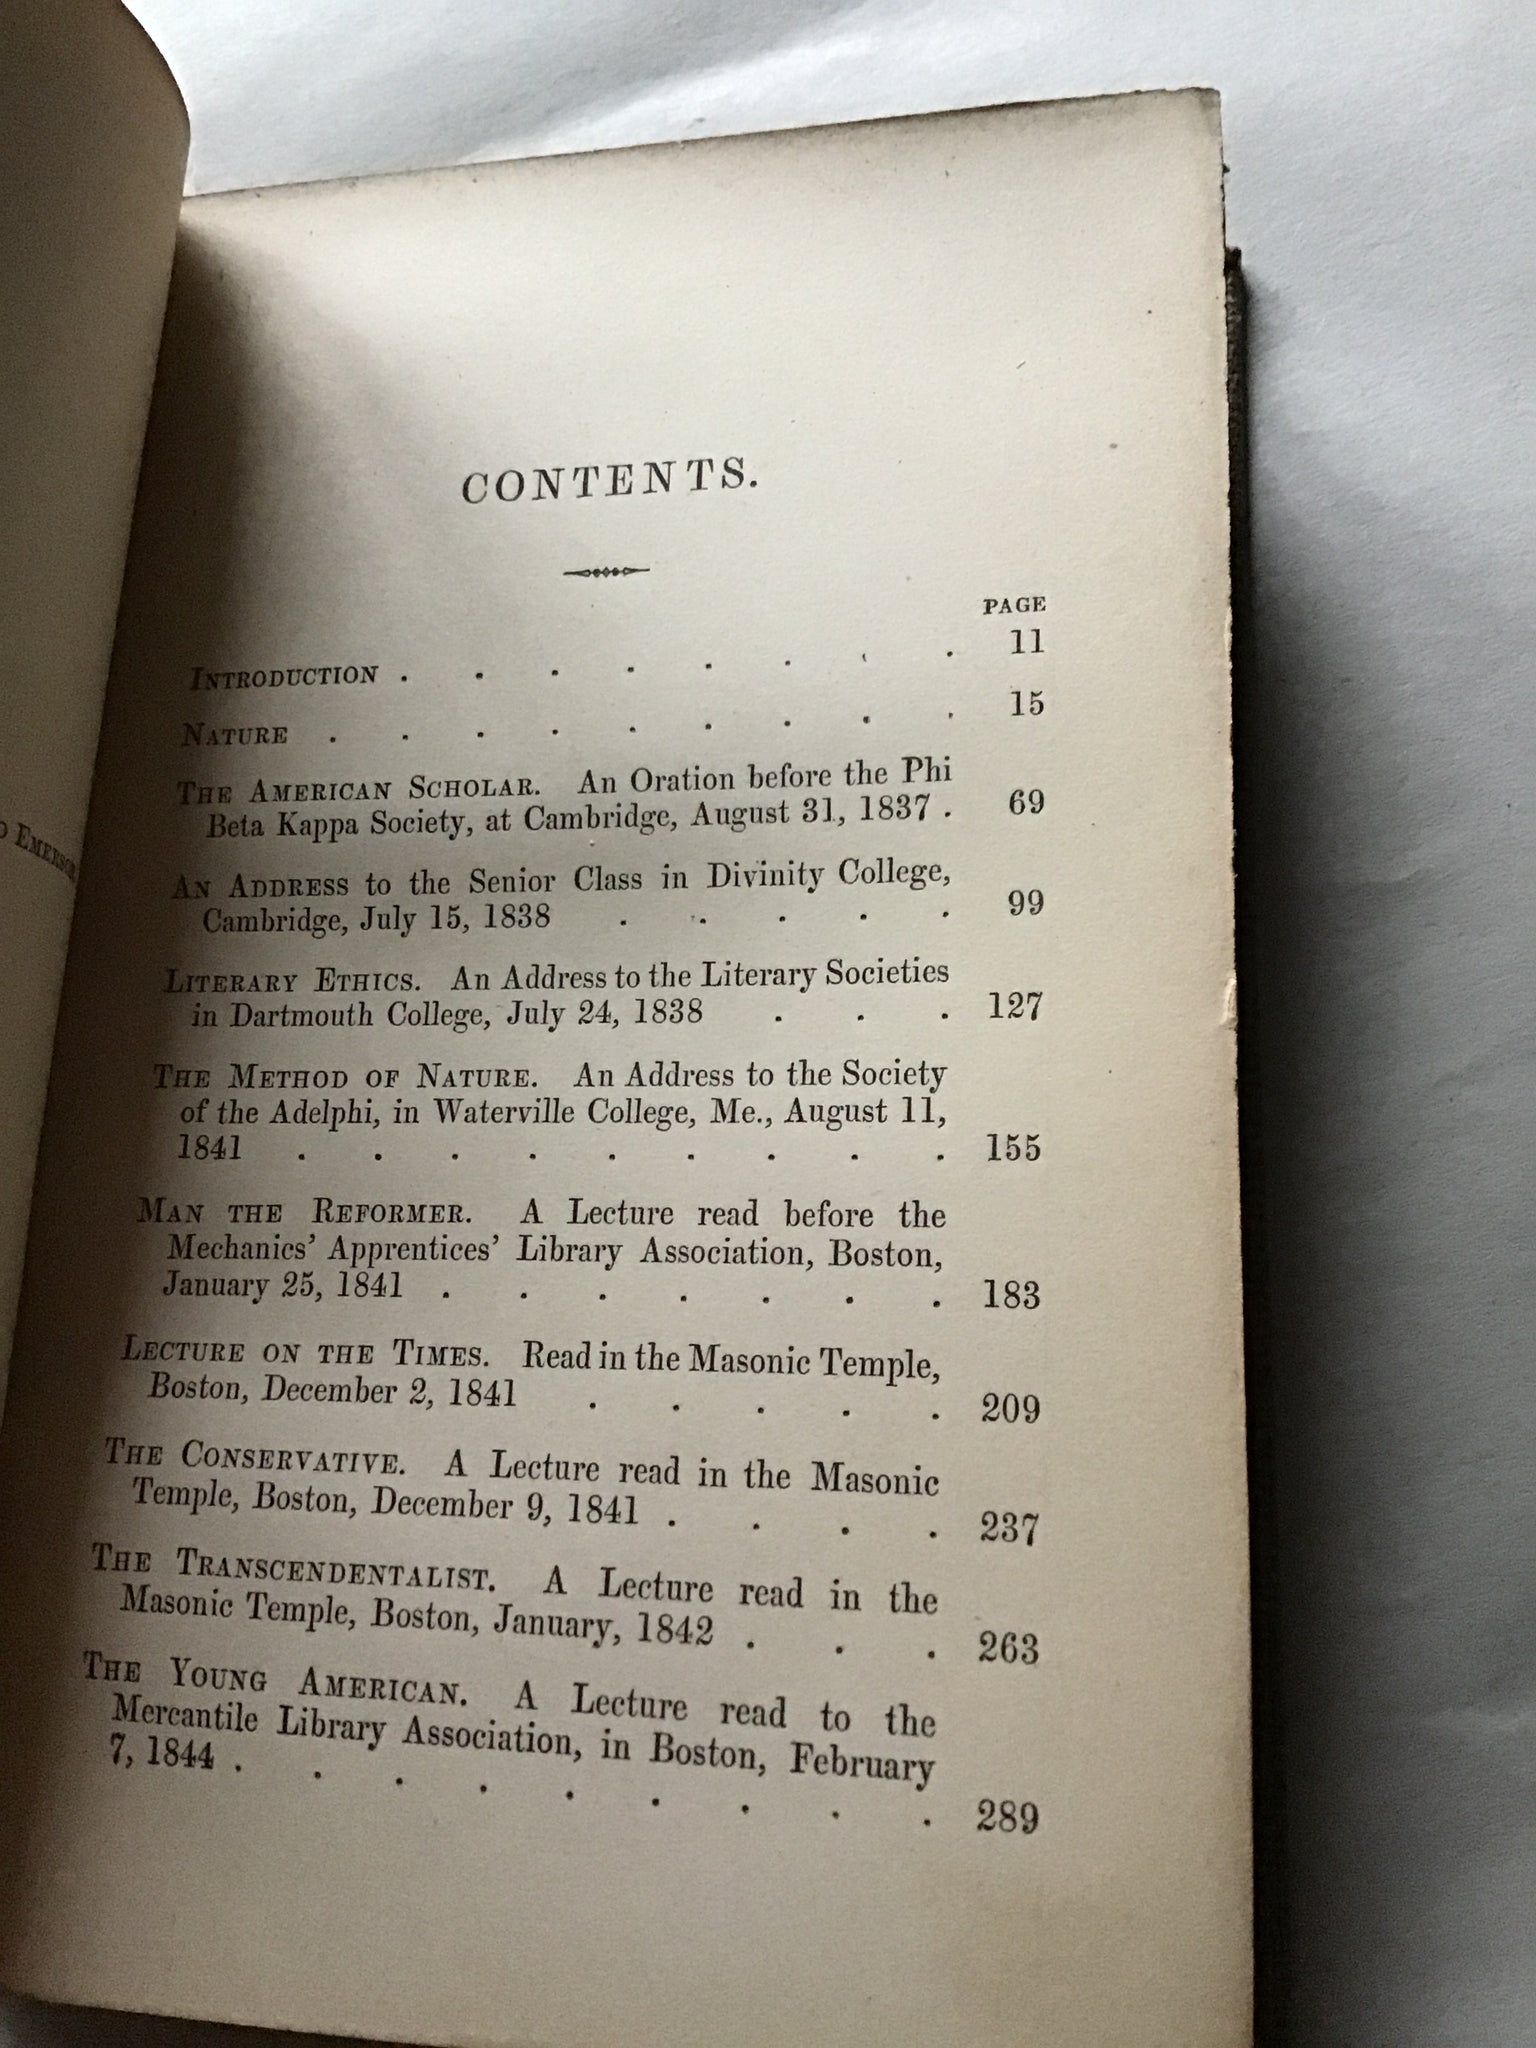 CONTENTS.
PAGE
INTRODUCTION . . . . . . . . 11
NATURE . . . . . . . . . 15
THE AMERICAN SCHOLAR. An Oration before the Phi
Beta Kappa Society, at Cambridge, August 31, 1837 . 69
AN ADDRESS to the Senior Class in Divinity College,
Cambridge, July 15, 1838 . . . . . 99
LITERARY ETHICS. An Address to the Literary Societies
in Dartmouth College, July 24, 1838 . . . 127
THE METHOD OF NATURE. An Address to the Society
of the Adelphi, in Waterville College, Me., August 11,
1841 . . . . . . . . . 155
MAN THE REFORMER. A Lecture read before the
Mechanics' Apprentices' Library Association, Boston,
January 25, 1841 . . . . . . . 183
LECTURE ON THE TIMES. Read in the Masonic Temple,
Boston, December 2, 1841 . . . . . 209
THE CONSERVATIVE. A Lecture read in the Masonic
Temple, Boston, December 9, 1841 . . . . 237
THE TRANSCENDENTALIST. A Lecture read in the
Masonic Temple, Boston, January, 1842 . . . 263
THE YOUNG AMERICAN. A Lecture read to the
Mercantile Library Association, in Boston, February
7, 1844 . . . . . . . . . 289
EMERSON